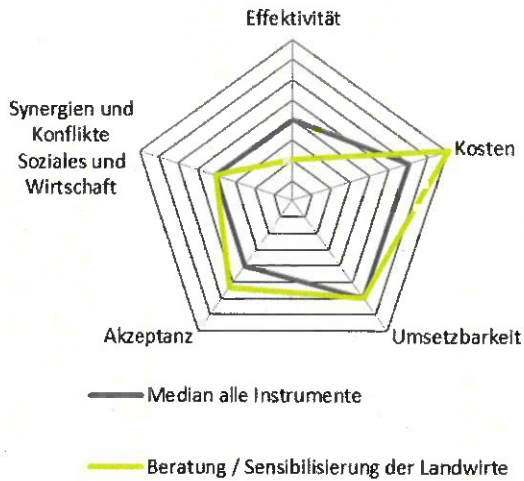 Effektivität
Synergien und
Konflikte
Soziales und
Wirtschaft
Kosten
Akzeptanz
Umsetzbarkeit
Median alle Instrumente
Beratung / Sensibilisierung der Landwirte